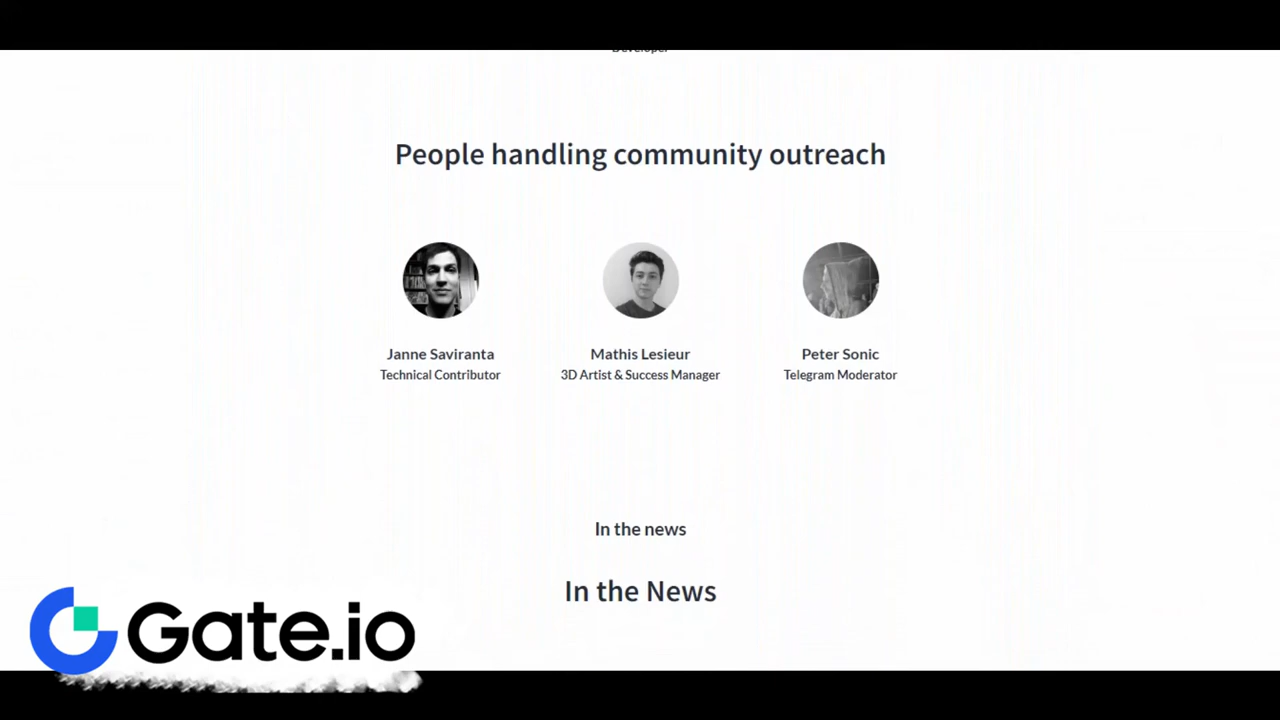 Developer
People handling community outreach
Janne Saviranta
Technical Contributor
Mathis Lesieur
3D Artist & Success Manager
Peter Sonic
Telegram Moderator
In the news
In the News
Gate.io